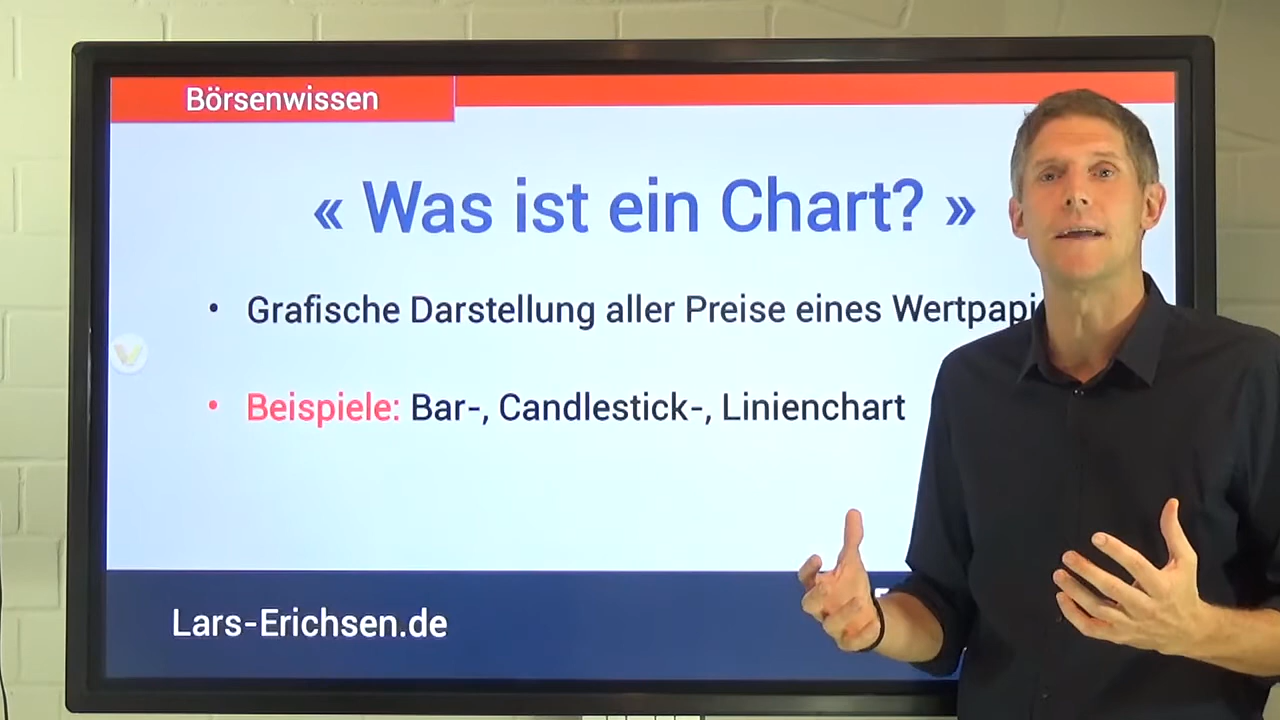 Börsenwissen
« Was ist ein Chart? »
• Grafische Darstellung aller Preise eines
• Beispiele: Bar-, Candlestick-, Linienchart
Lars-Erichsen.de